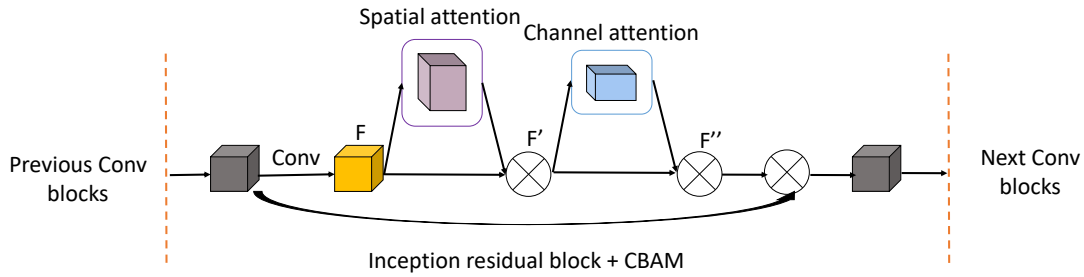 Spatial attention
Channel attention
F
F'
F''
Conv
Previous Conv
blocks
Next Conv
blocks
Inception residual block + CBAM